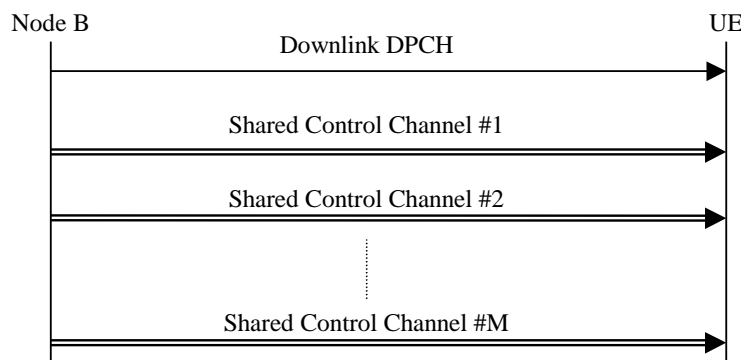 Node B
UE
Downlink DPCH
Shared Control Channel #1
Shared Control Channel #2
Shared Control Channel #M